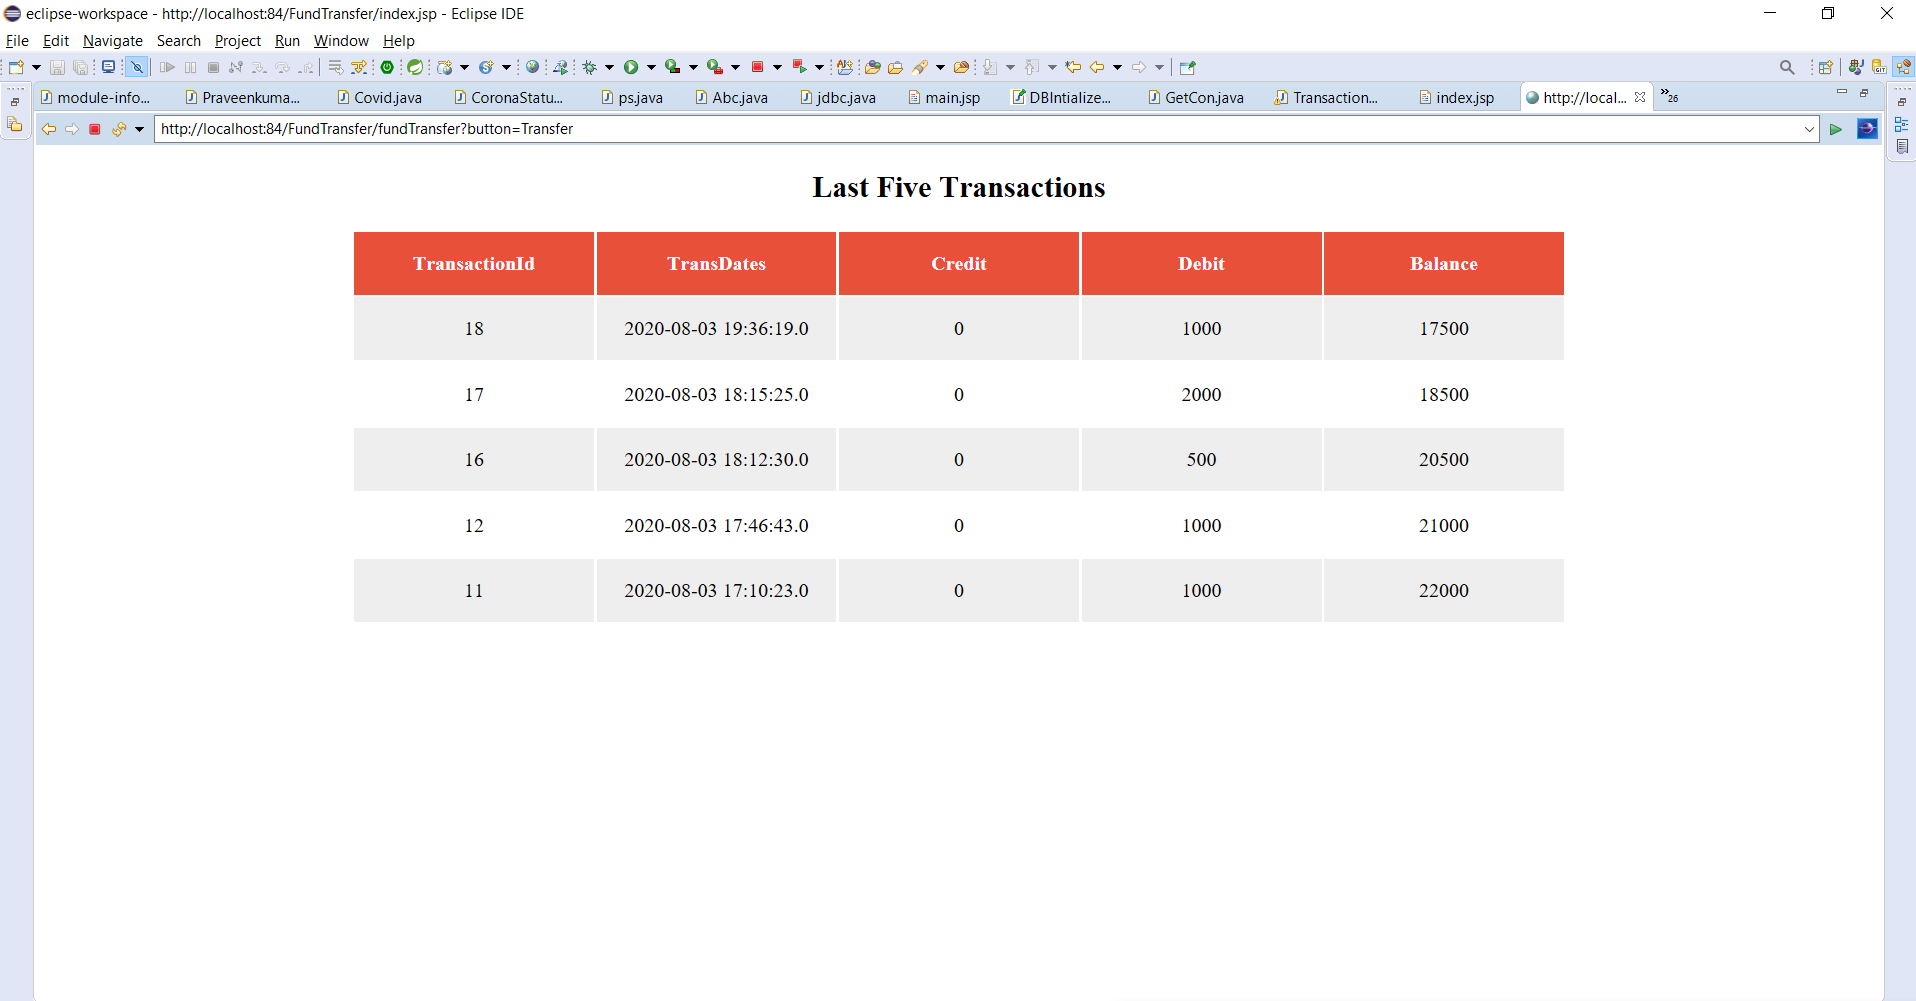 eclipse-workspace - http://localhost:84/FundTransfer/index.jsp - Eclipse IDE
File Edit Navigate Search Project Run Window Help
module-info... Praveenkuma... Covid.java CoronaStatu... ps.java Abc.java jdbc.java main.jsp DBIntialize... GetCon.java Transaction... index.jsp http://local... »26
http://localhost:84/FundTransfer/fundTransfer?button=Transfer
Last Five Transactions
TransactionId TransDates Credit Debit Balance
18 2020-08-03 19:36:19.0 0 1000 17500
17 2020-08-03 18:15:25.0 0 2000 18500
16 2020-08-03 18:12:30.0 0 500 20500
12 2020-08-03 17:46:43.0 0 1000 21000
11 2020-08-03 17:10:23.0 0 1000 22000